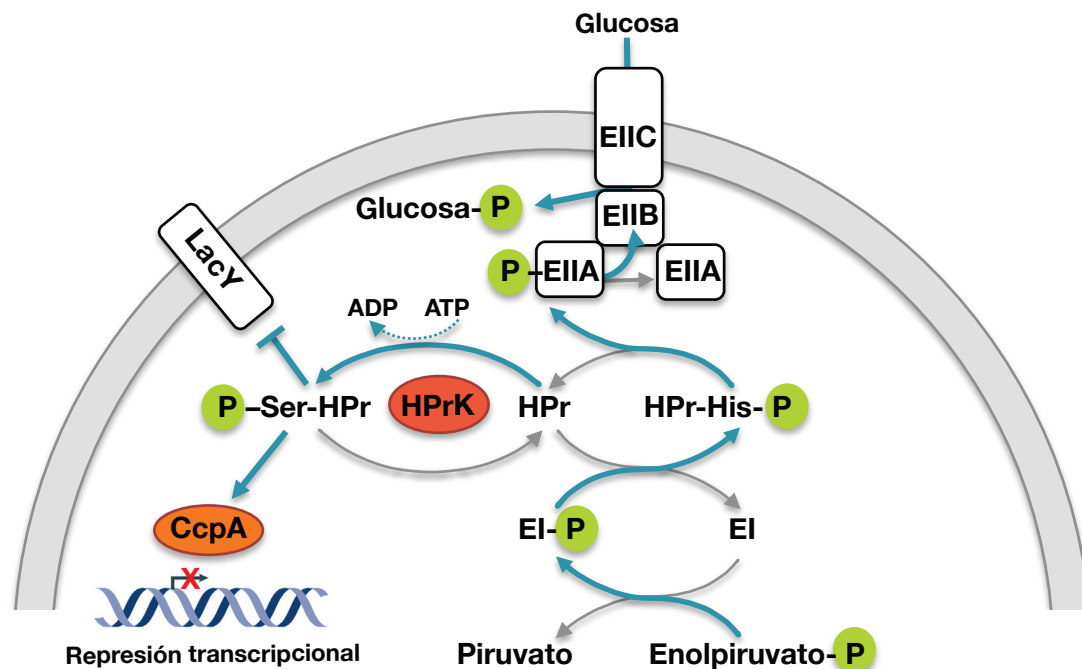 Glucosa
EIIC
Glucosa-P
EIIB
P-EIIA
EIIA
LacY
ADP
ATP
P-Ser-HPr
HPrK
HPr
HPr-His-P
CcpA
EI-P
EI
X
Represión transcripcional
Piruvato
Enolpiruvato-P